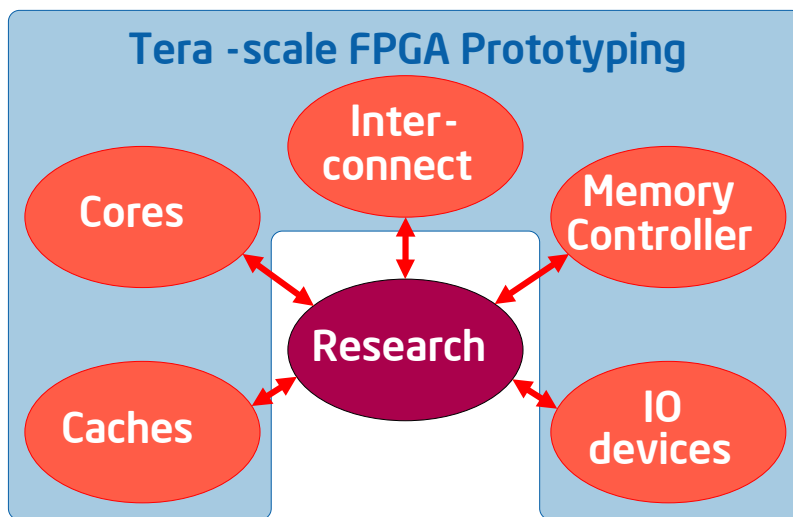 Tera -scale FPGA Prototyping
Inter-
connect
Cores
Memory
Controller
Research
Caches
IO
devices